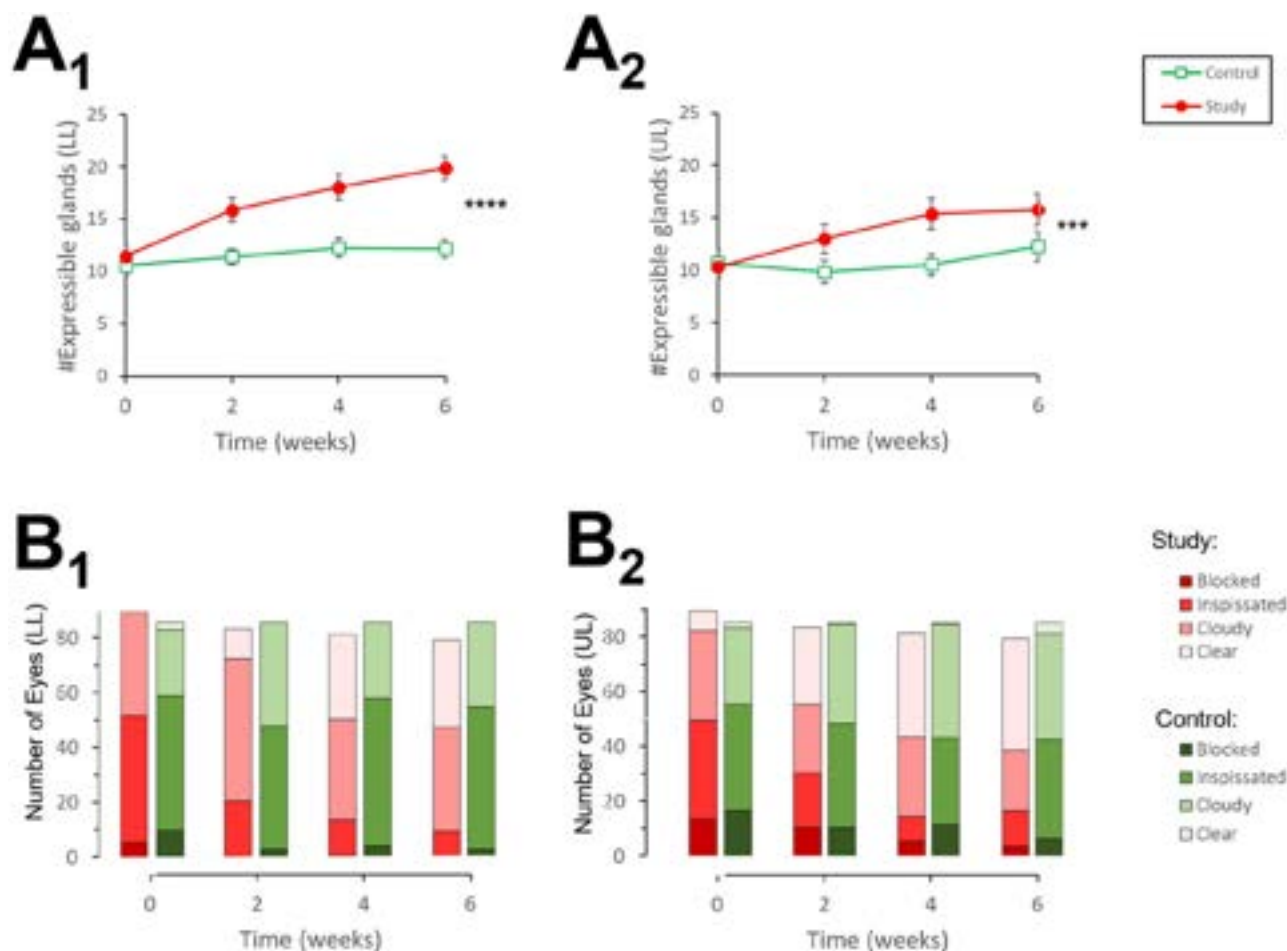 A1
A2
Control
Study
#Expressible glands (LL)
25
20
15
10
5
0
****
0 2 4 6
Time (weeks)
#Expressible glands (UL)
25
20
15
10
5
0
***
0 2 4 6
Time (weeks)
B1
B2
Number of Eyes (LL)
80
60
40
20
0
0 2 4 6
Time (weeks)
Number of Eyes (UL)
80
60
40
20
0
0 2 4 6
Time (weeks)
Study:
Blocked
Inspissated
Cloudy
Clear
Control:
Blocked
Inspissated
Cloudy
Clear